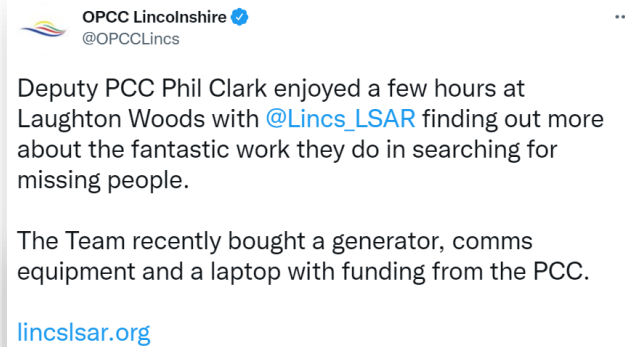 OPCC Lincolnshire
@OPCCLincs
Deputy PCC Phil Clark enjoyed a few hours at
Laughton Woods with @Lincs_LSAR finding out more
about the fantastic work they do in searching for
missing people.
The Team recently bought a generator, comms
equipment and a laptop with funding from the PCC.
lincslsar.org